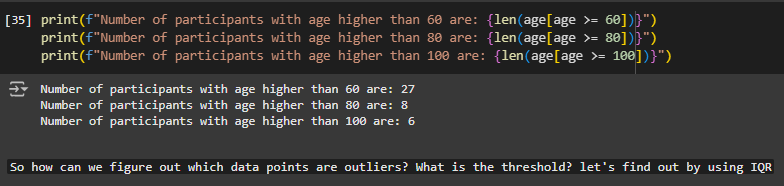 [35] print(f"Number of participants with age higher than 60 are: {len(age[age >= 60])}")
print(f"Number of participants with age higher than 80 are: {len(age[age >= 80])}")
print(f"Number of participants with age higher than 100 are: {len(age[age >= 100])}")
Number of participants with age higher than 60 are: 27
Number of participants with age higher than 80 are: 8
Number of participants with age higher than 100 are: 6
So how can we figure out which data points are outliers? What is the threshold? let's find out by using IQR